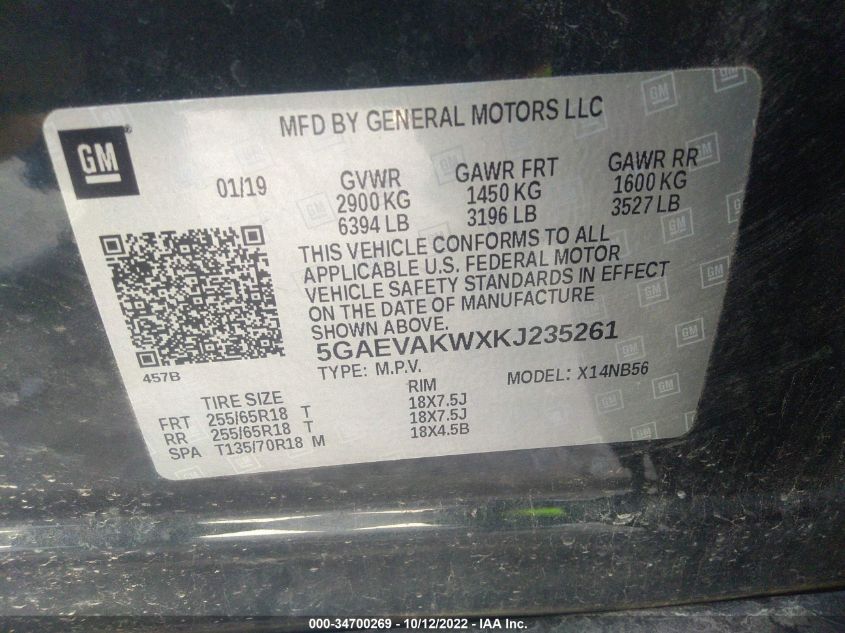 MFD BY GENERAL MOTORS LLC
GM
01/19
GVWR
2900 KG
6394 LB
GAWR FRT
1450 KG
3196 LB
GAWR RR
1600 KG
3527 LB
THIS VEHICLE CONFORMS TO ALL
APPLICABLE U.S. FEDERAL MOTOR
VEHICLE SAFETY STANDARDS IN EFFECT
ON THE DATE OF MANUFACTURE
SHOWN ABOVE.
5GAEVAKWXKJ235261
457B
TYPE: M.P.V.
MODEL: X14NB56
TIRE SIZE RIM
FRT 255/65R18 T 18X7.5J
RR 255/65R18 T 18X7.5J
SPA T135/70R18 M 18X4.5B
000-34700269 - 10/12/2022 - IAAI.COM